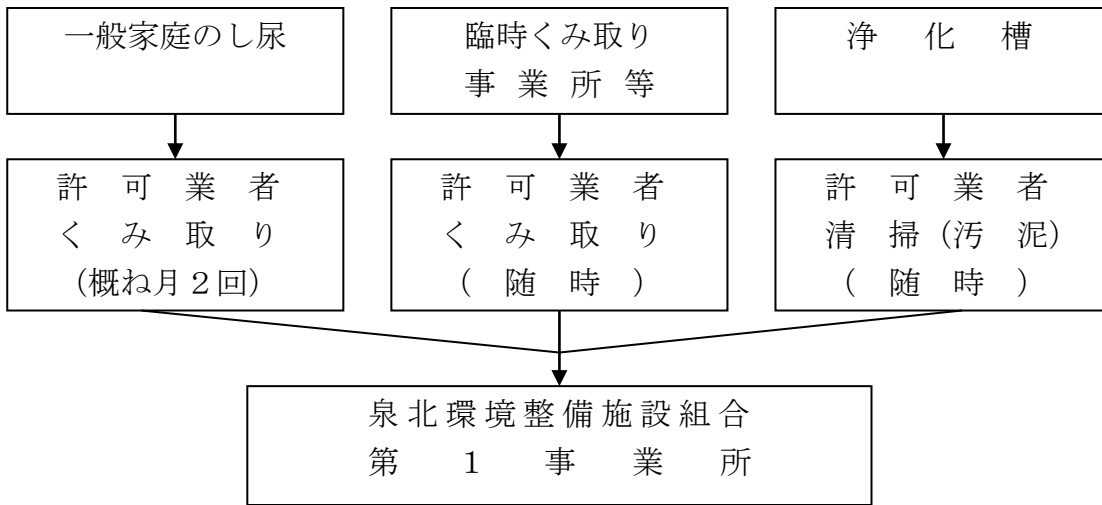 一般家庭のし尿
臨時くみ取り
事業所等
浄化槽
許可業者
くみ取り
(概ね月２回)
許可業者
くみ取り
(随時)
許可業者
清掃(汚泥)
(随時)
泉北環境整備施設組合
第１事業所